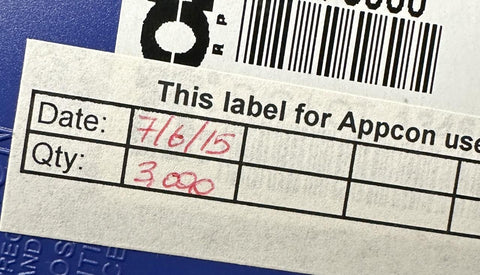 R P
This label for Appcon use
Date: 7/6/15
Qty: 3,000